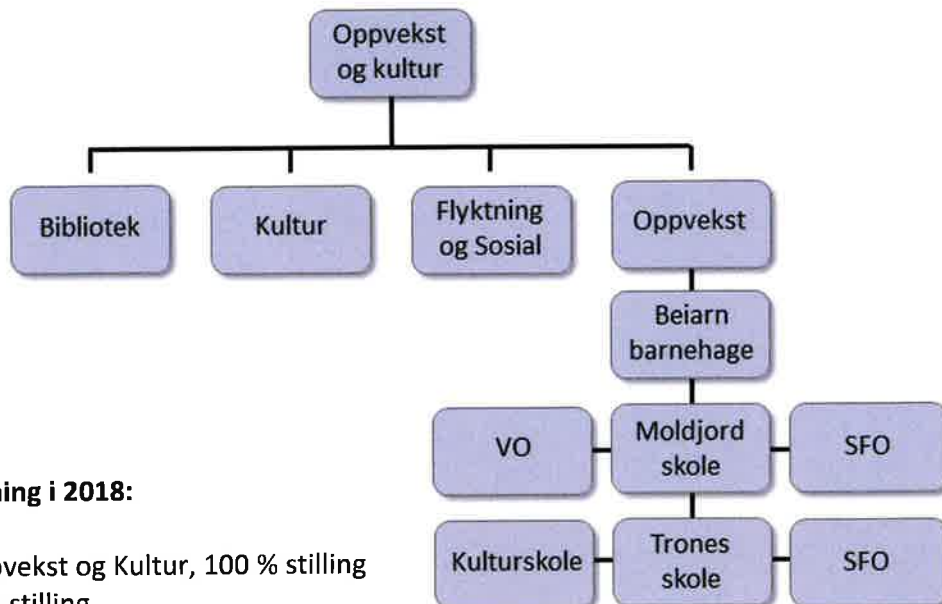 Oppvekst
og kultur
Bibliotek
Kultur
Flyktning
og Sosial
Oppvekst
Beiarn
barnehage
VO
Moldjord
skole
SFO
Kulturskole
Trones
skole
SFO
ning i 2018:
vekst og Kultur, 100 % stilling
stilling